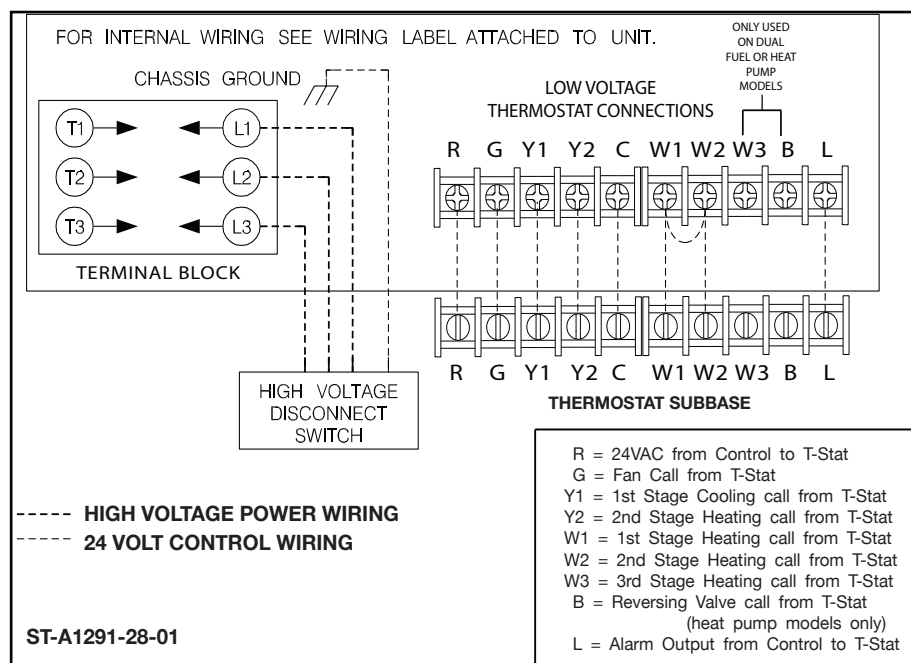 FOR INTERNAL WIRING SEE WIRING LABEL ATTACHED TO UNIT.
ONLY USED
ON DUAL
FUEL OR HEAT
PUMP
MODELS
CHASSIS GROUND
LOW VOLTAGE
THERMOSTAT CONNECTIONS
T1 L1
T2 L2
T3 L3
TERMINAL BLOCK
R G Y1 Y2 C W1 W2 W3 B L
R G Y1 Y2 C W1 W2 W3 B L
THERMOSTAT SUBBASE
HIGH VOLTAGE
DISCONNECT
SWITCH
HIGH VOLTAGE POWER WIRING
24 VOLT CONTROL WIRING
R = 24VAC from Control to T-Stat
G = Fan Call from T-Stat
Y1 = 1st Stage Cooling call from T-Stat
Y2 = 2nd Stage Heating call from T-Stat
W1 = 1st Stage Heating call from T-Stat
W2 = 2nd Stage Heating call from T-Stat
W3 = 3rd Stage Heating call from T-Stat
B = Reversing Valve call from T-Stat
(heat pump models only)
L = Alarm Output from Control to T-Stat
ST-A1291-28-01